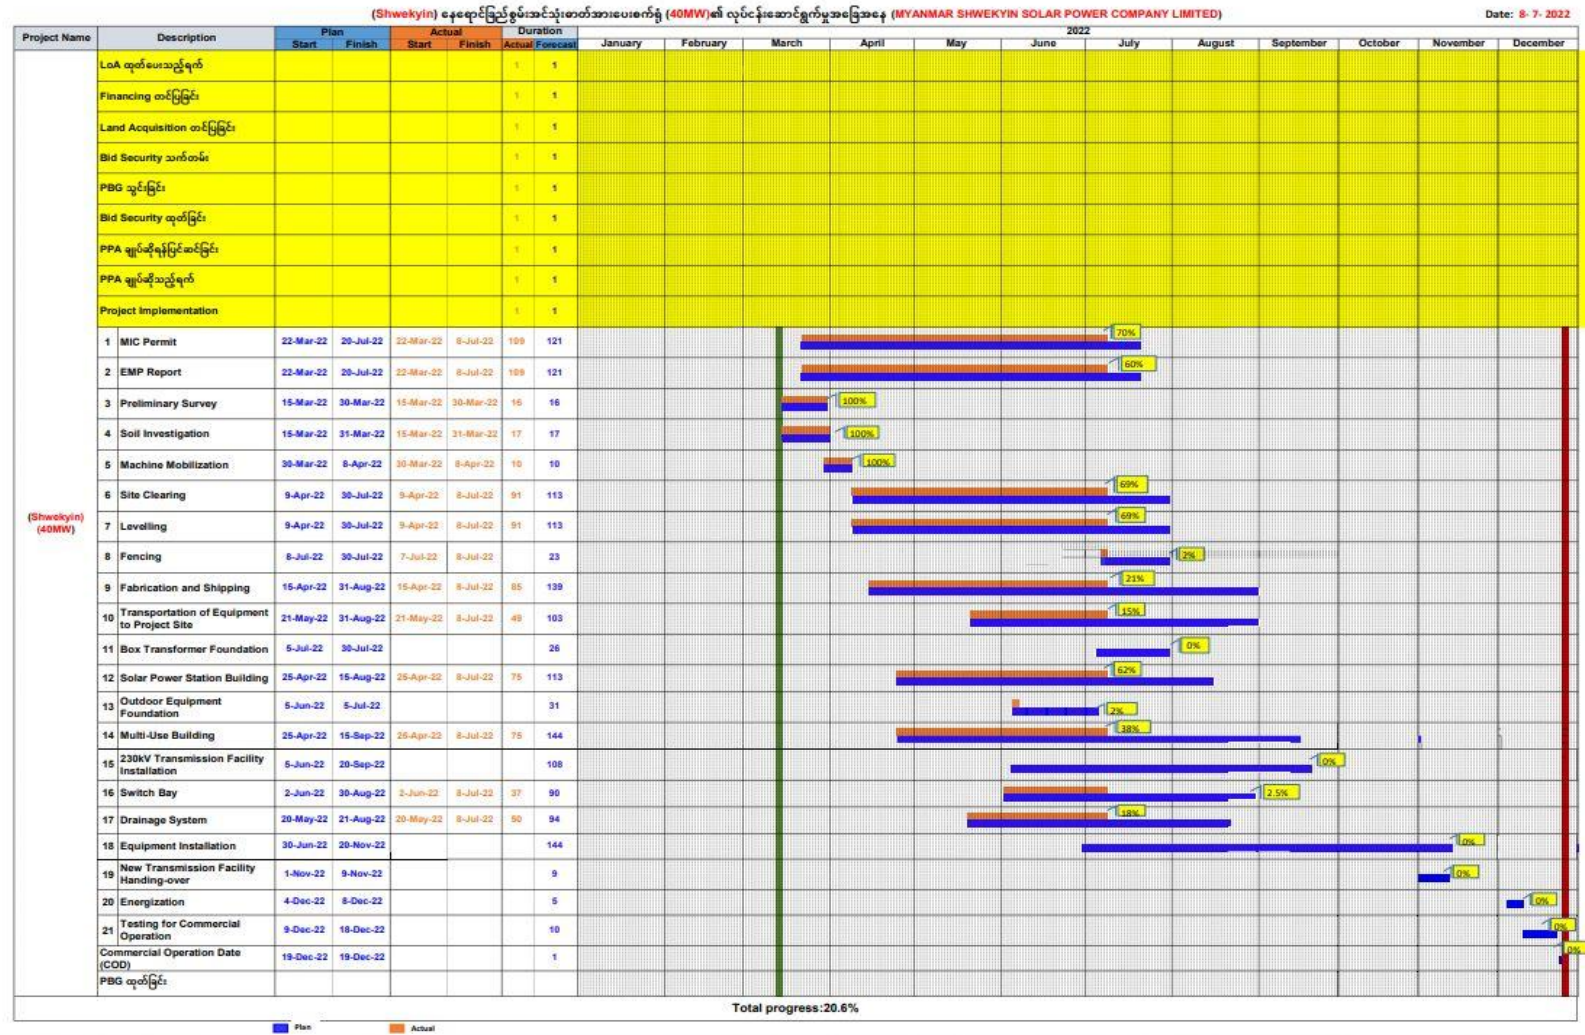 (Shwekyin) နေရောင်ခြည်စွမ်းအင်သုံးဓာတ်အားပေးစက်ရုံ (40MW)၏ လုပ်ငန်းဆောင်ရွက်မှုအခြေအနေ (MYANMAR SHWEKYIN SOLAR POWER COMPANY LIMITED) Date: 8-7-2022
Project Name Description Plan Actual Duration 2022
Start Finish Start Finish Actual Forecast January February March April May June July August September October November December
LoA ထုတ်ပေးသည့်ရက် 1 1
Financing တင်ပြခြင်း 1 1
Land Acquisition တင်ပြခြင်း 1 1
Bid Security သက်တမ်း 1 1
PBG သွင်းခြင်း 1 1
Bid Security ထုတ်ခြင်း 1 1
PPA ချုပ်ဆိုရန်ပြင်ဆင်ခြင်း 1 1
PPA ချုပ်ဆိုသည့်ရက် 1 1
Project Implementation 1 1
1 MIC Permit 22-Mar-22 20-Jul-22 22-Mar-22 8-Jul-22 109 121 70%
2 EMP Report 22-Mar-22 20-Jul-22 22-Mar-22 8-Jul-22 109 121 60%
3 Preliminary Survey 15-Mar-22 30-Mar-22 15-Mar-22 30-Mar-22 16 16 100%
4 Soil Investigation 15-Mar-22 31-Mar-22 15-Mar-22 31-Mar-22 17 17 100%
5 Machine Mobilization 30-Mar-22 8-Apr-22 30-Mar-22 8-Apr-22 10 10 100%
6 Site Clearing 9-Apr-22 30-Jul-22 9-Apr-22 8-Jul-22 91 113 69%
(Shwekyin)
(40MW)
7 Levelling 9-Apr-22 30-Jul-22 9-Apr-22 8-Jul-22 91 113 69%
8 Fencing 8-Jul-22 30-Jul-22 7-Jul-22 8-Jul-22 23 2%
9 Fabrication and Shipping 15-Apr-22 31-Aug-22 15-Apr-22 8-Jul-22 85 139 21%
10 Transportation of Equipment
to Project Site 21-May-22 31-Aug-22 21-May-22 8-Jul-22 49 103 15%
11 Box Transformer Foundation 5-Jul-22 30-Jul-22 26 0%
12 Solar Power Station Building 25-Apr-22 15-Aug-22 25-Apr-22 8-Jul-22 75 113 62%
13 Outdoor Equipment
Foundation 5-Jun-22 5-Jul-22 31 2%
14 Multi-Use Building 25-Apr-22 15-Sep-22 25-Apr-22 8-Jul-22 75 144 38%
15 230kV Transmission Facility
Installation 5-Jun-22 20-Sep-22 108 0%
16 Switch Bay 2-Jun-22 30-Aug-22 2-Jun-22 8-Jul-22 37 90 2.5%
17 Drainage System 20-May-22 21-Aug-22 20-May-22 8-Jul-22 50 94 18%
18 Equipment Installation 30-Jun-22 20-Nov-22 144 0%
19 New Transmission Facility
Handing-over 1-Nov-22 9-Nov-22 9 0%
20 Energization 4-Dec-22 8-Dec-22 5 0%
21 Testing for Commercial
Operation 9-Dec-22 18-Dec-22 10 0%
Commercial Operation Date
(COD) 19-Dec-22 19-Dec-22 1 0%
PBG ထုတ်ခြင်း
Total progress:20.6%
Plan Actual